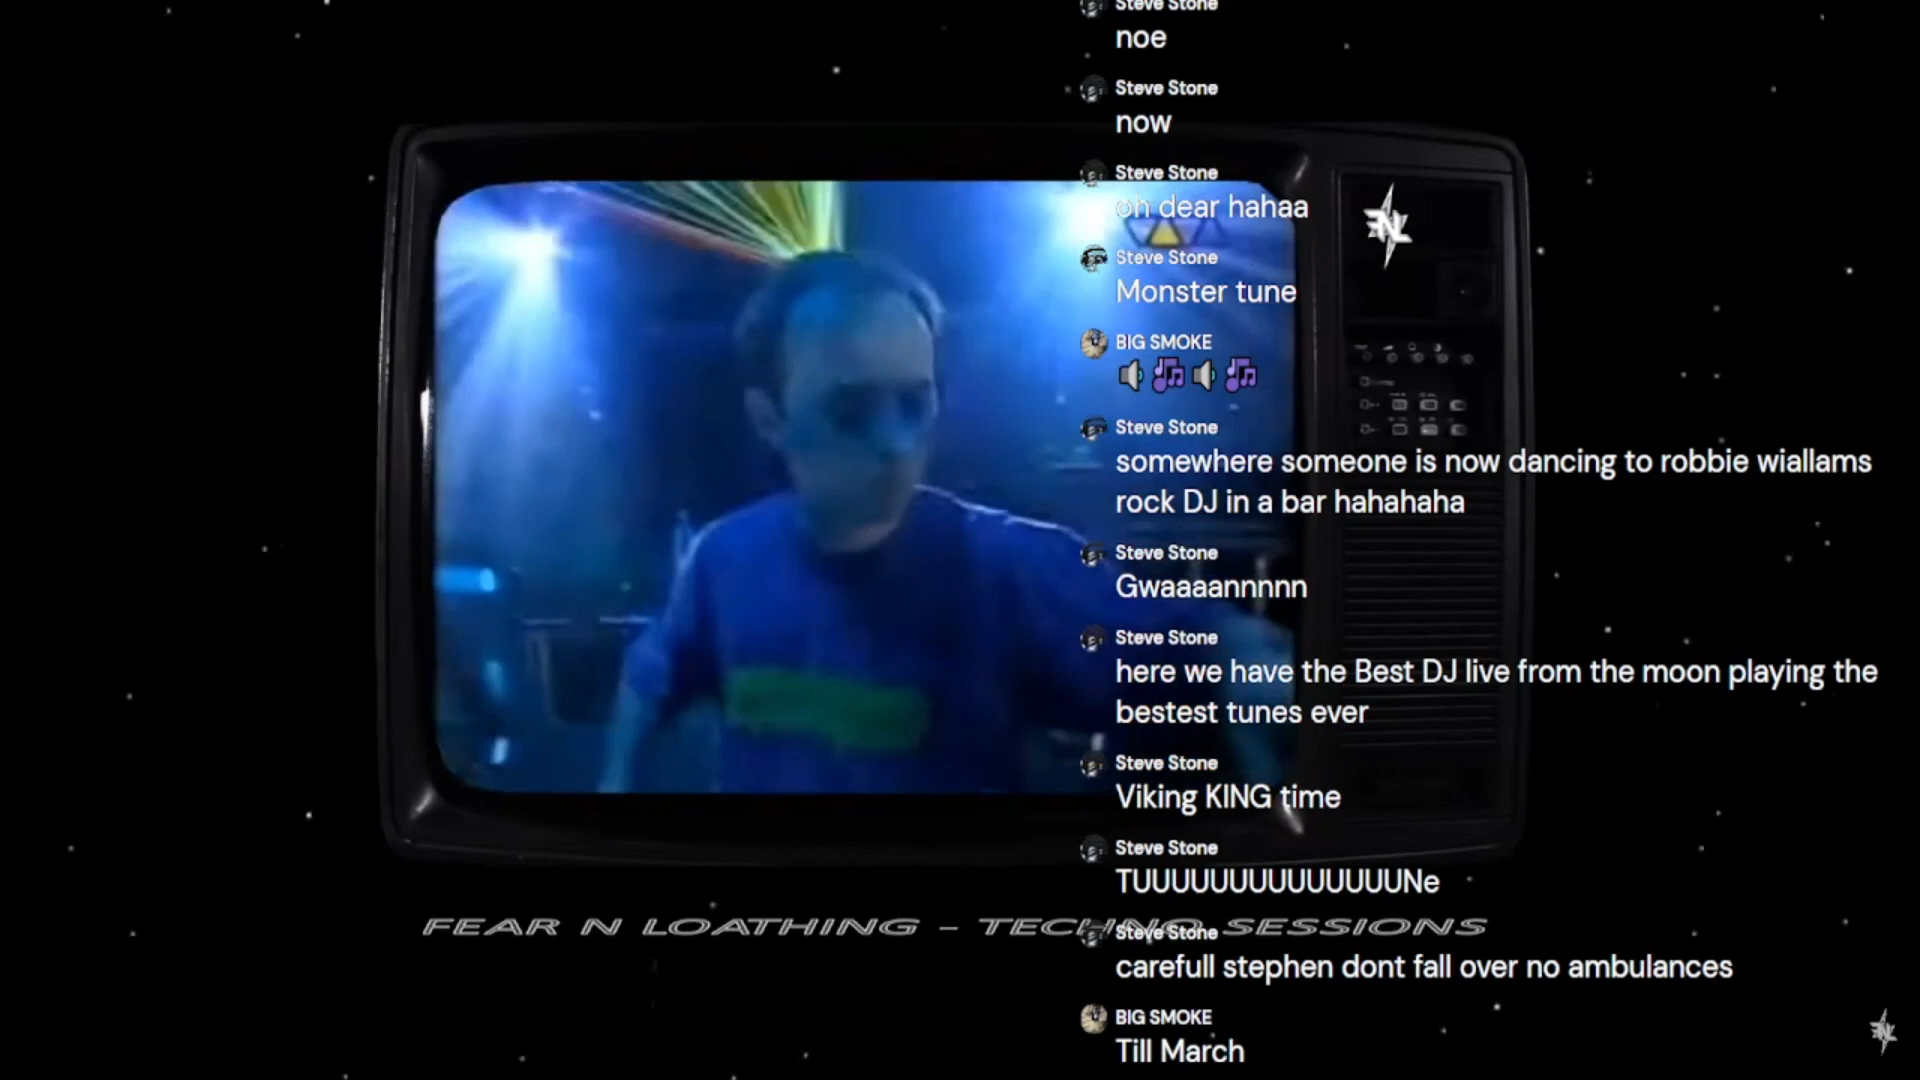 Steve Stone
noe
Steve Stone
now
Steve Stone
oh dear hahaa
Steve Stone
Monster tune
BIG SMOKE
🔈🎶🔈🎶
Steve Stone
somewhere someone is now dancing to robbie wiallams
rock DJ in a bar hahahaha
Steve Stone
Gwaaaannnnn
Steve Stone
here we have the Best DJ live from the moon playing the
bestest tunes ever
Steve Stone
Viking KING time
Steve Stone
TUUUUUUUUUUUUUUNe
FEAR N LOATHING - TECHNO SESSIONS
Steve Stone
carefull stephen dont fall over no ambulances
BIG SMOKE
Till March